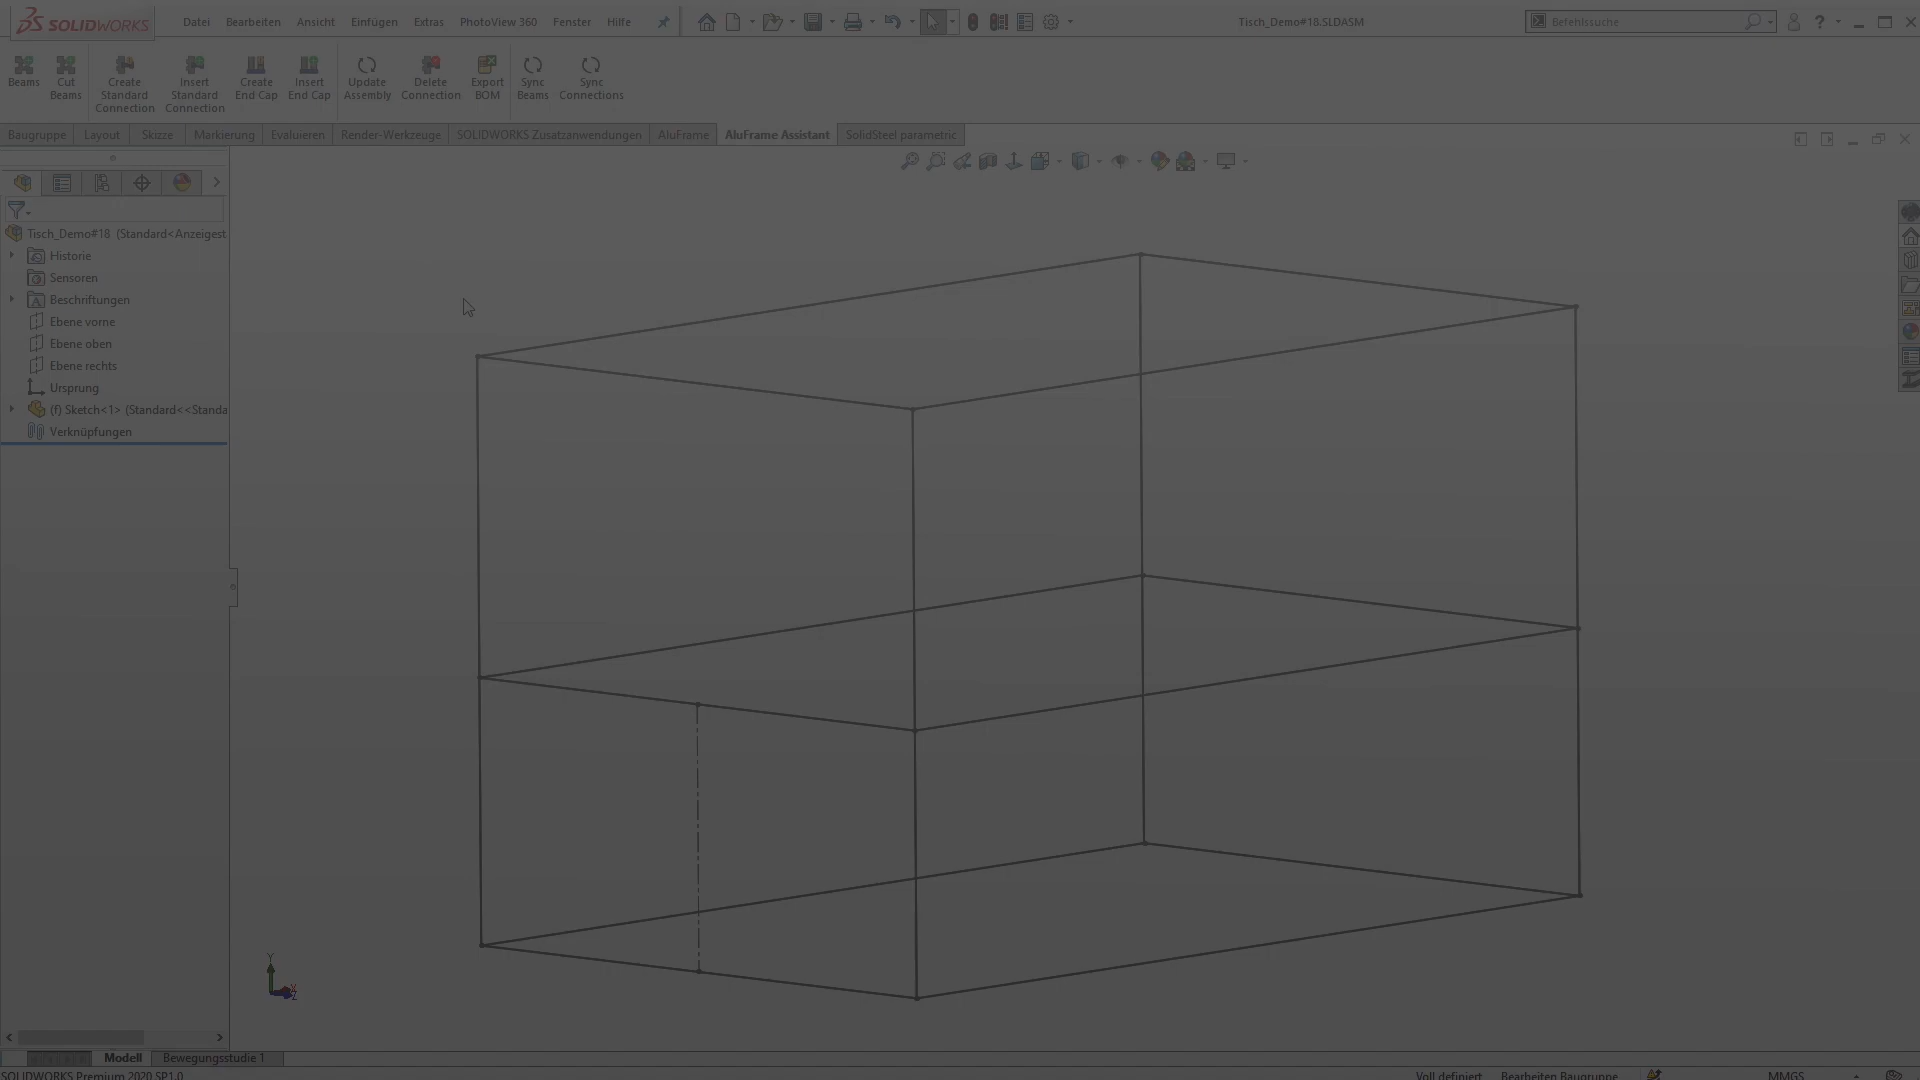 SOLIDWORKS
Datei Bearbeiten Ansicht Einfügen Extras PhotoView 360 Fenster Hilfe
Tisch_Demo#18.SLDASM
Befehlssuche
Beams
Cut Beams
Create Standard Connection
Insert Standard Connection
Create End Cap
Insert End Cap
Update Assembly
Delete Connection
Export BOM
Sync Beams
Sync Connections
Baugruppe Layout Skizze Markierung Evaluieren Render-Werkzeuge SOLIDWORKS Zusatzanwendungen AluFrame AluFrame Assistant SolidSteel parametric
Tisch_Demo#18 (Standard<Anzeigest
Historie
Sensoren
Beschriftungen
Ebene vorne
Ebene oben
Ebene rechts
Ursprung
(f) Sketch<1> (Standard<<Standa
Verknüpfungen
Y
X
Z
Modell Bewegungsstudie 1
SOLIDWORKS Premium 2020 SP1.0
Voll definiert Bearbeiten Baugruppe MMGS